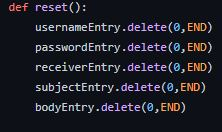 def reset():
    usernameEntry.delete(0,END)
    passwordEntry.delete(0,END)
    receiverEntry.delete(0,END)
    subjectEntry.delete(0,END)
    bodyEntry.delete(0,END)